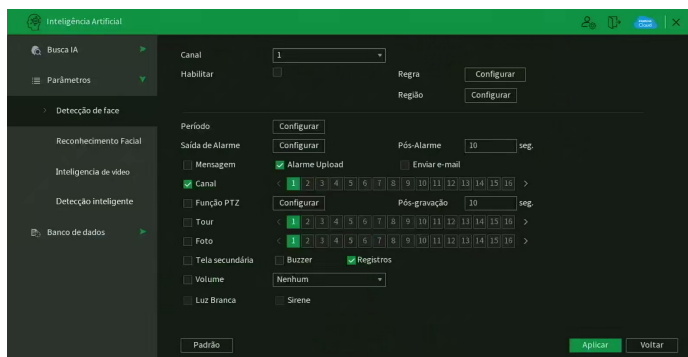 Inteligência Artificial
Cloud
Busca IA
Parâmetros
Detecção de face
Reconhecimento Facial
Inteligencia de vídeo
Detecção inteligente
Banco de dados
Canal 1
Habilitar Regra Configurar
Região Configurar
Período Configurar
Saída de Alarme Configurar Pós-Alarme 10 seg.
Mensagem Alarme Upload Enviar e-mail
Canal < 1 2 3 4 5 6 7 8 9 10 11 12 13 14 15 16 >
Função PTZ Configurar Pós-gravação 10 seg.
Tour < 1 2 3 4 5 6 7 8 9 10 11 12 13 14 15 16 >
Foto < 1 2 3 4 5 6 7 8 9 10 11 12 13 14 15 16 >
Tela secundária Buzzer Registros
Volume Nenhum
Luz Branca Sirene
Padrão Aplicar Voltar